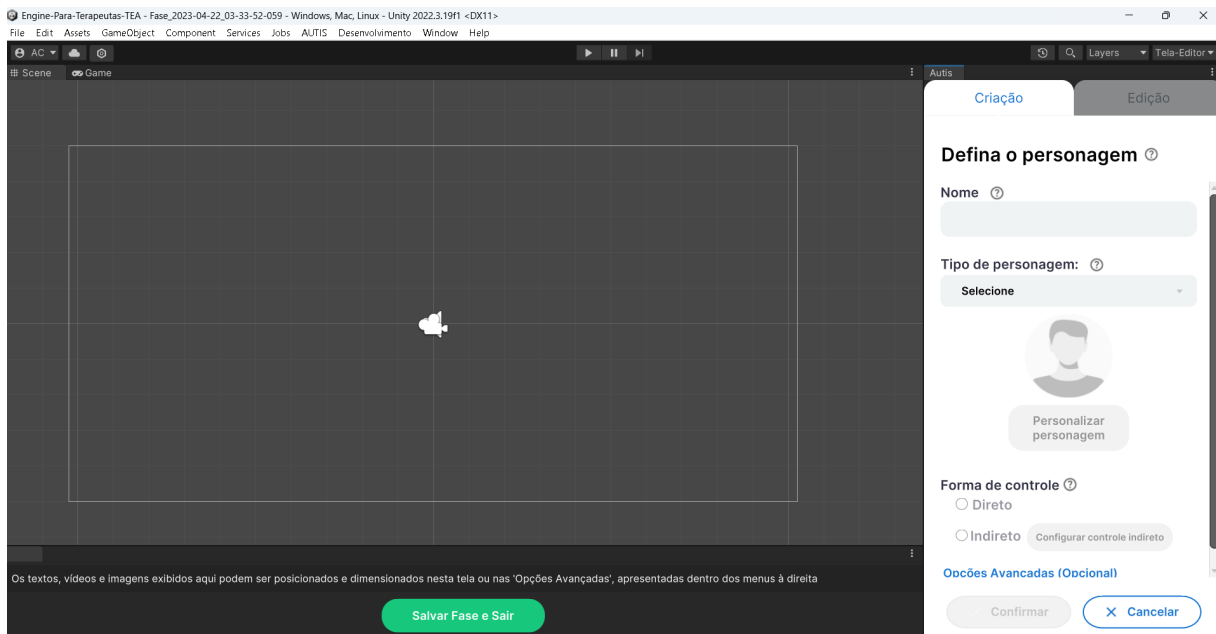 Engine-Para-Terapeutas-TEA - Fase_2023-04-22_03-33-52-059 - Windows, Mac, Linux - Unity 2022.3.19f1 <DX11>
File Edit Assets GameObject Component Services Jobs AUTIS Desenvolvimento Window Help
AC Layers Tela-Editor
Scene Game Autis
Criação Edição
Defina o personagem
Nome
Tipo de personagem:
Selecione
Personalizar
personagem
Forma de controle
Direto
Indireto Configurar controle indireto
Opções Avançadas (Opcional)
Os textos, vídeos e imagens exibidos aqui podem ser posicionados e dimensionados nesta tela ou nas 'Opções Avançadas', apresentadas dentro dos menus à direita
Salvar Fase e Sair
Confirmar Cancelar